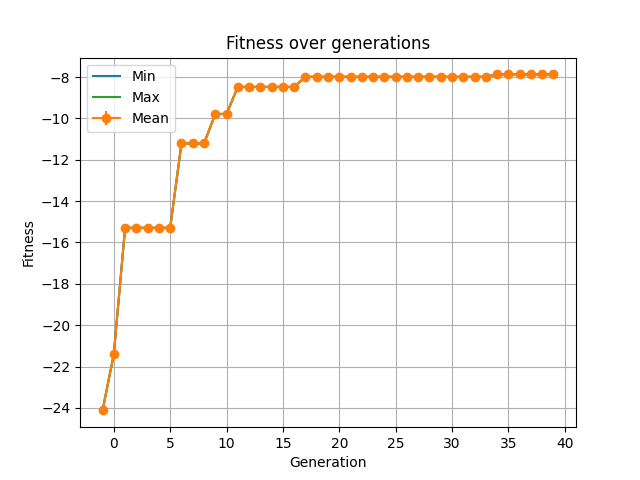 Fitness over generations
Min
Max
Mean
Fitness
−8
−10
−12
−14
−16
−18
−20
−22
−24
0 5 10 15 20 25 30 35 40
Generation